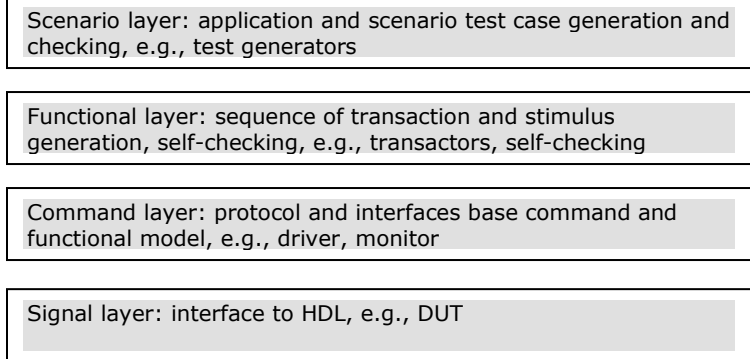 Scenario layer: application and scenario test case generation and
checking, e.g., test generators
Functional layer: sequence of transaction and stimulus
generation, self-checking, e.g., transactors, self-checking
Command layer: protocol and interfaces base command and
functional model, e.g., driver, monitor
Signal layer: interface to HDL, e.g., DUT